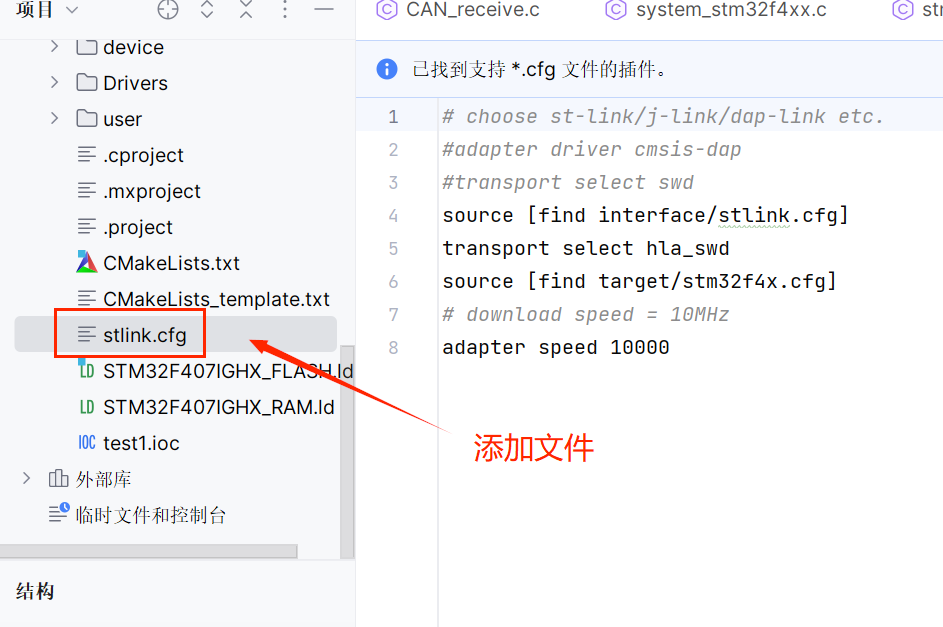 项目
device
Drivers
user
.cproject
.mxproject
.project
CMakeLists.txt
CMakeLists_template.txt
stlink.cfg
LD STM32F407IGHX_FLASH.ld
LD STM32F407IGHX_RAM.ld
IOC test1.ioc
外部库
临时文件和控制台
结构
C CAN_receive.c
C system_stm32f4xx.c
C
已找到支持 *.cfg 文件的插件。
1 # choose st-link/j-link/dap-link etc.
2 #adapter driver cmsis-dap
3 #transport select swd
4 source [find interface/stlink.cfg]
5 transport select hla_swd
6 source [find target/stm32f4x.cfg]
7 # download speed = 10MHz
8 adapter speed 10000
添加文件